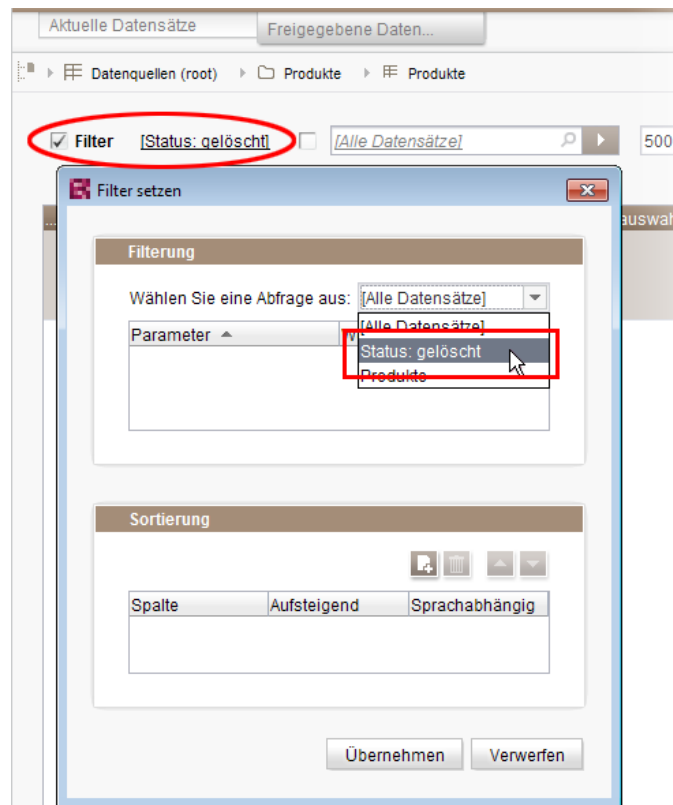 Aktuelle Datensätze
Freigegebene Daten...
Datenquellen (root)
Produkte
Produkte
Filter [Status: gelöscht] [Alle Datensätze] 500
Filter setzen
Filterung
Wählen Sie eine Abfrage aus: [Alle Datensätze]
Parameter
[Alle Datensätze]
Status: gelöscht
Produkte
Sortierung
Spalte Aufsteigend Sprachabhängig
Übernehmen Verwerfen